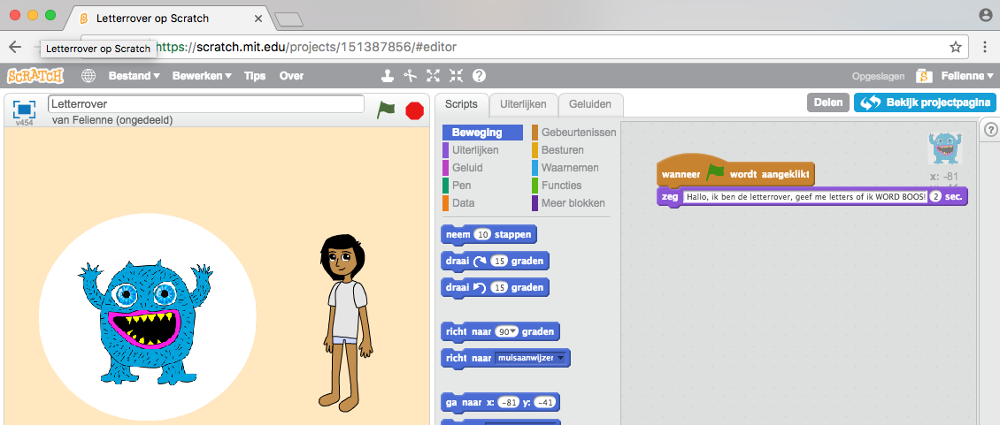 Letterrover op Scratch
Letterrover op Scratch
https://scratch.mit.edu/projects/151387856/#editor
SCRATCH
Bestand
Bewerken
Tips
Over
Opgeslagen
Felienne
v454
Letterrover
van Felienne (ongedeeld)
Scripts
Uiterlijken
Geluiden
Delen
Bekijk projectpagina
Beweging
Gebeurtenissen
Uiterlijken
Besturen
Geluid
Waarnemen
Pen
Functies
Data
Meer blokken
neem 10 stappen
draai 15 graden
draai 15 graden
richt naar 90 graden
richt naar muisaanwijzer
ga naar x: -81 y: -41
wanneer wordt aangeklikt
zeg Hallo, ik ben de letterrover, geef me letters of ik WORD BOOS! 2 sec.
x: -81
?